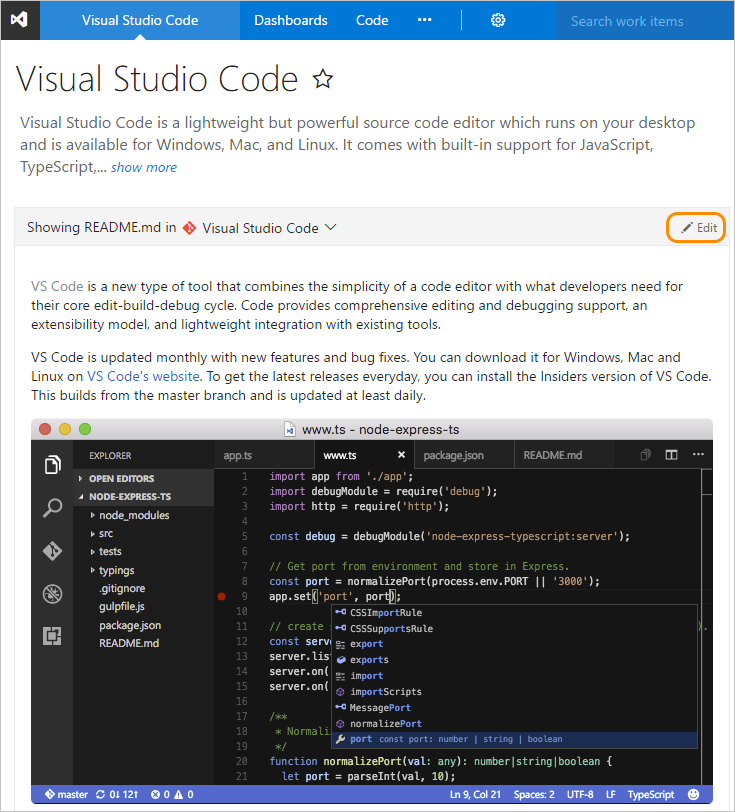 Visual Studio Code Dashboards Code ••• Search work items
Visual Studio Code
Visual Studio Code is a lightweight but powerful source code editor which runs on your desktop
and is available for Windows, Mac, and Linux. It comes with built-in support for JavaScript,
TypeScript,... show more
Showing README.md in Visual Studio Code Edit
VS Code is a new type of tool that combines the simplicity of a code editor with what developers need for
their core edit-build-debug cycle. Code provides comprehensive editing and debugging support, an
extensibility model, and lightweight integration with existing tools.
VS Code is updated monthly with new features and bug fixes. You can download it for Windows, Mac and
Linux on VS Code's website. To get the latest releases everyday, you can install the Insiders version of VS Code.
This builds from the master branch and is updated at least daily.
www.ts - node-express-ts
EXPLORER
OPEN EDITORS
NODE-EXPRESS-TS
node_modules
src
tests
typings
.gitignore
gulpfile.js
package.json
README.md
app.ts www.ts package.json README.md
1 import app from './app';
2 import debugModule = require('debug');
3 import http = require('http');
4
5 const debug = debugModule('node-express-typescript:server');
6
7 // Get port from environment and store in Express.
8 const port = normalizePort(process.env.PORT || '3000');
9 app.set('port', port);
10
11 // create ).
12 const serv
13 server.list
14 server.on(
15 server.on(
16
17 /**
18 * Normaliz
19 */
20 function normalizePort(val: any): number|string|boolean {
21 let port = parseInt(val, 10);
CSSImportRule
CSSSupportsRule
export
exports
import
importScripts
MessagePort
normalizePort
port const port: number | string | boolean
master 0↓ 12↑ 0 0 Ln 9, Col 21 Spaces: 2 UTF-8 LF TypeScript